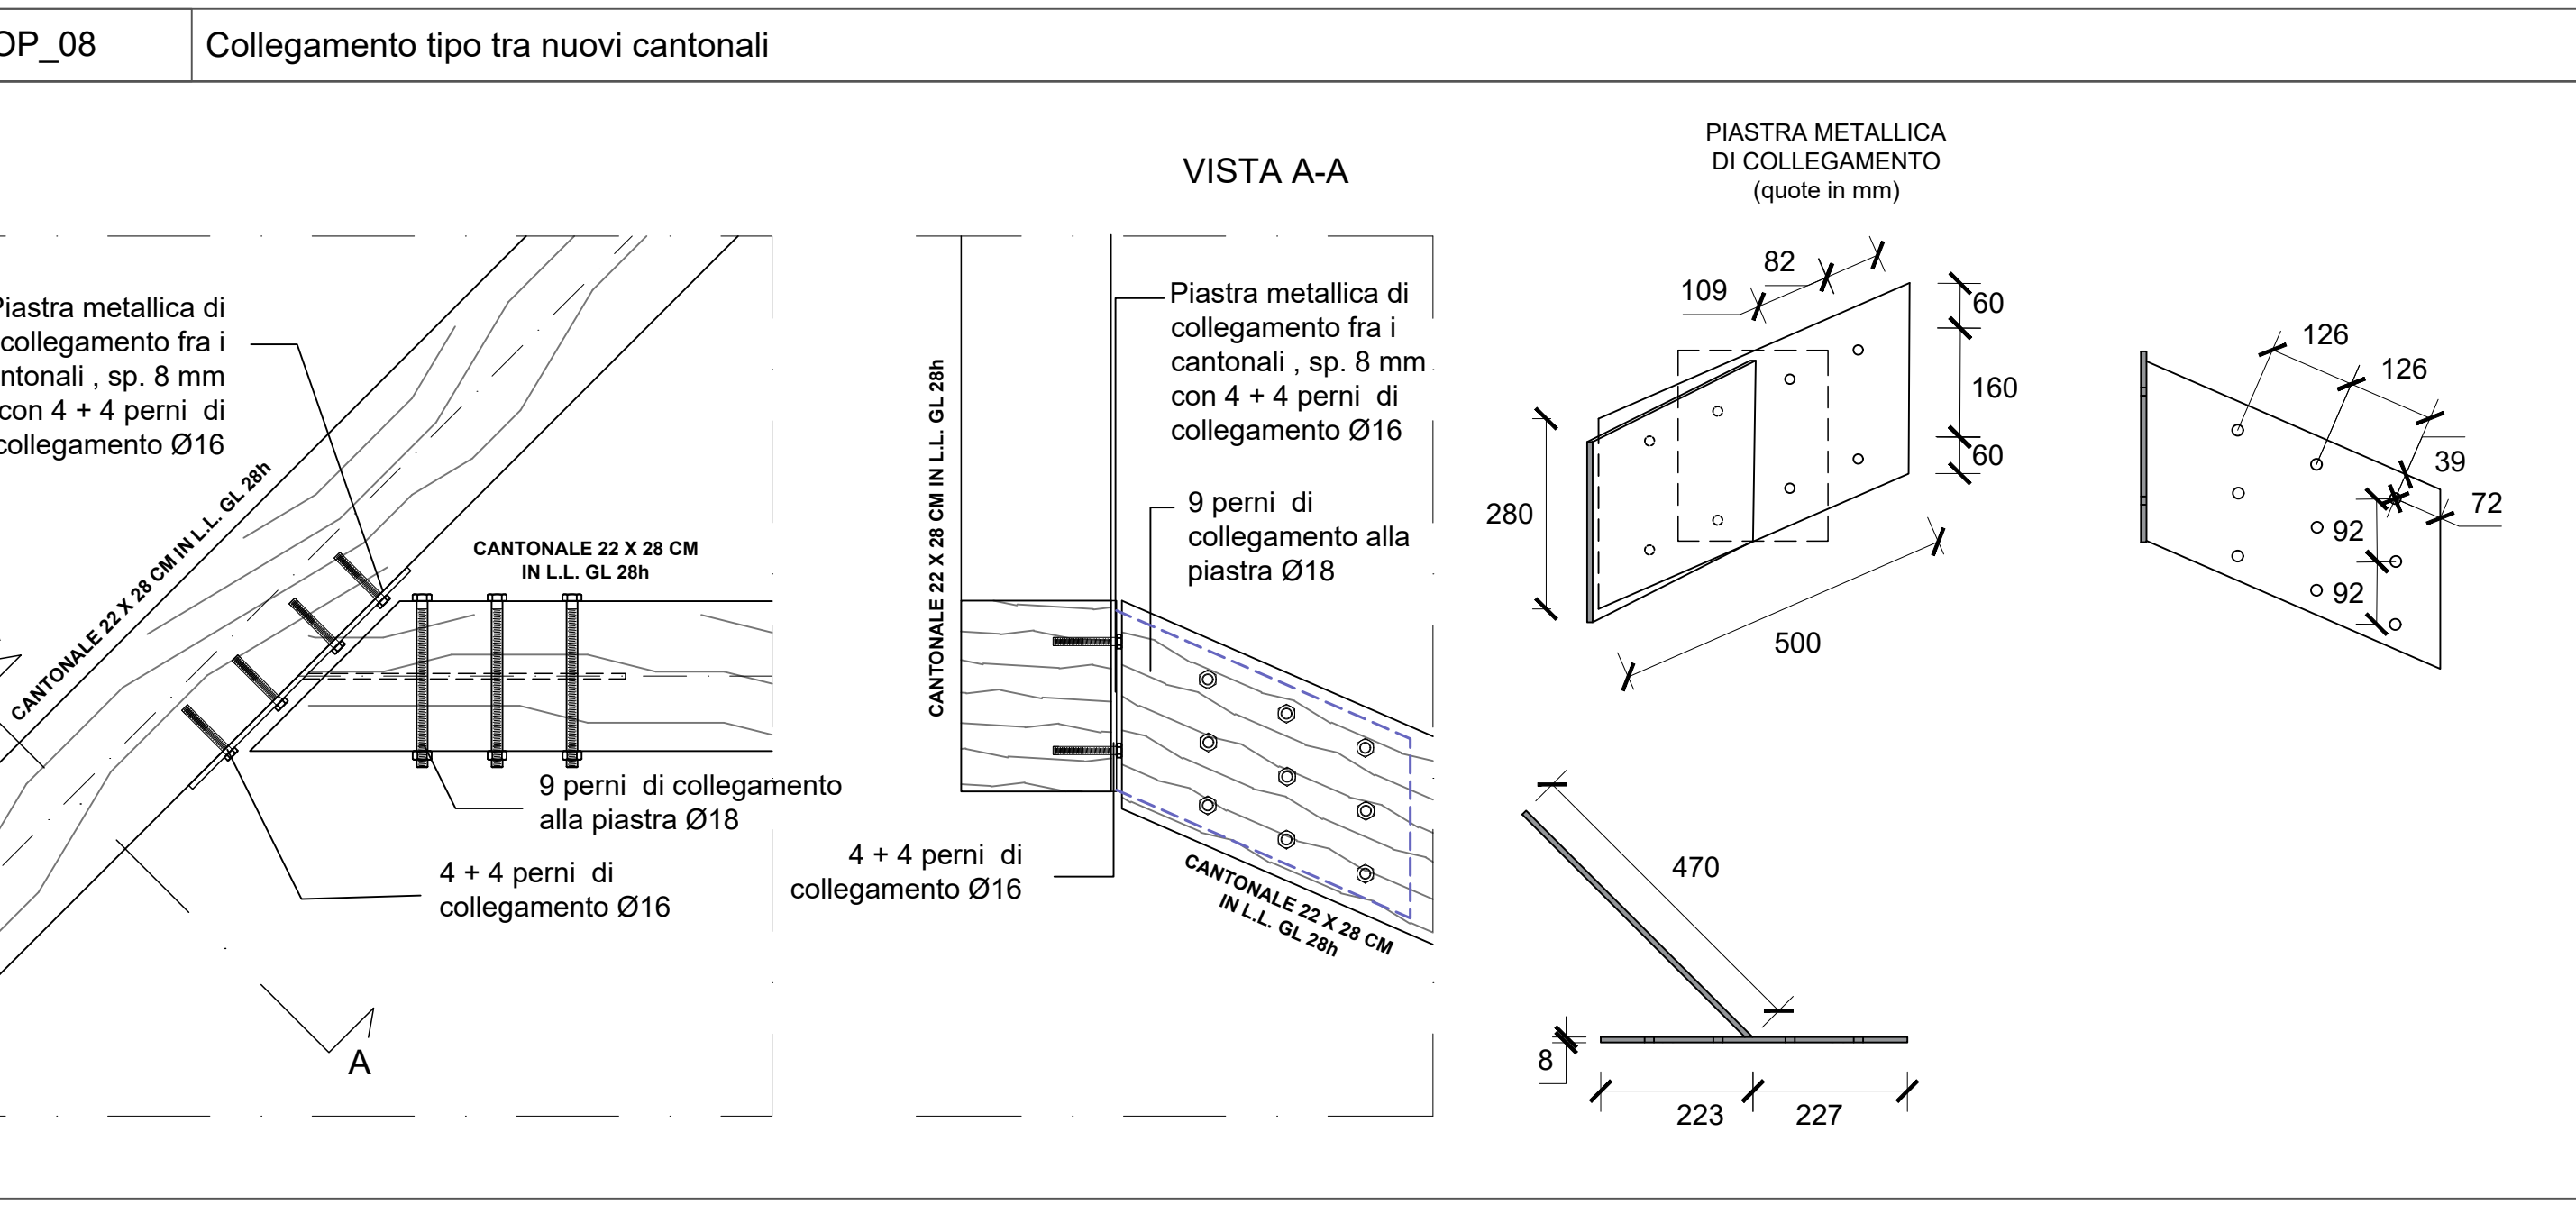 OP_08
Collegamento tipo tra nuovi cantonali
Piastra metallica di
collegamento fra i
cantonali , sp. 8 mm
con 4 + 4 perni di
collegamento Ø16
CANTONALE 22 X 28 CM IN L.L. GL 28h
CANTONALE 22 X 28 CM
IN L.L. GL 28h
9 perni di collegamento
alla piastra Ø18
4 + 4 perni di
collegamento Ø16
A
VISTA A-A
CANTONALE 22 X 28 CM IN L.L. GL 28h
Piastra metallica di
collegamento fra i
cantonali , sp. 8 mm
con 4 + 4 perni di
collegamento Ø16
9 perni di
collegamento alla
piastra Ø18
4 + 4 perni di
collegamento Ø16
CANTONALE 22 X 28 CM
IN L.L. GL 28h
PIASTRA METALLICA
DI COLLEGAMENTO
(quote in mm)
82
109
60
160
60
280
500
126
126
39
72
92
92
470
8
223
227